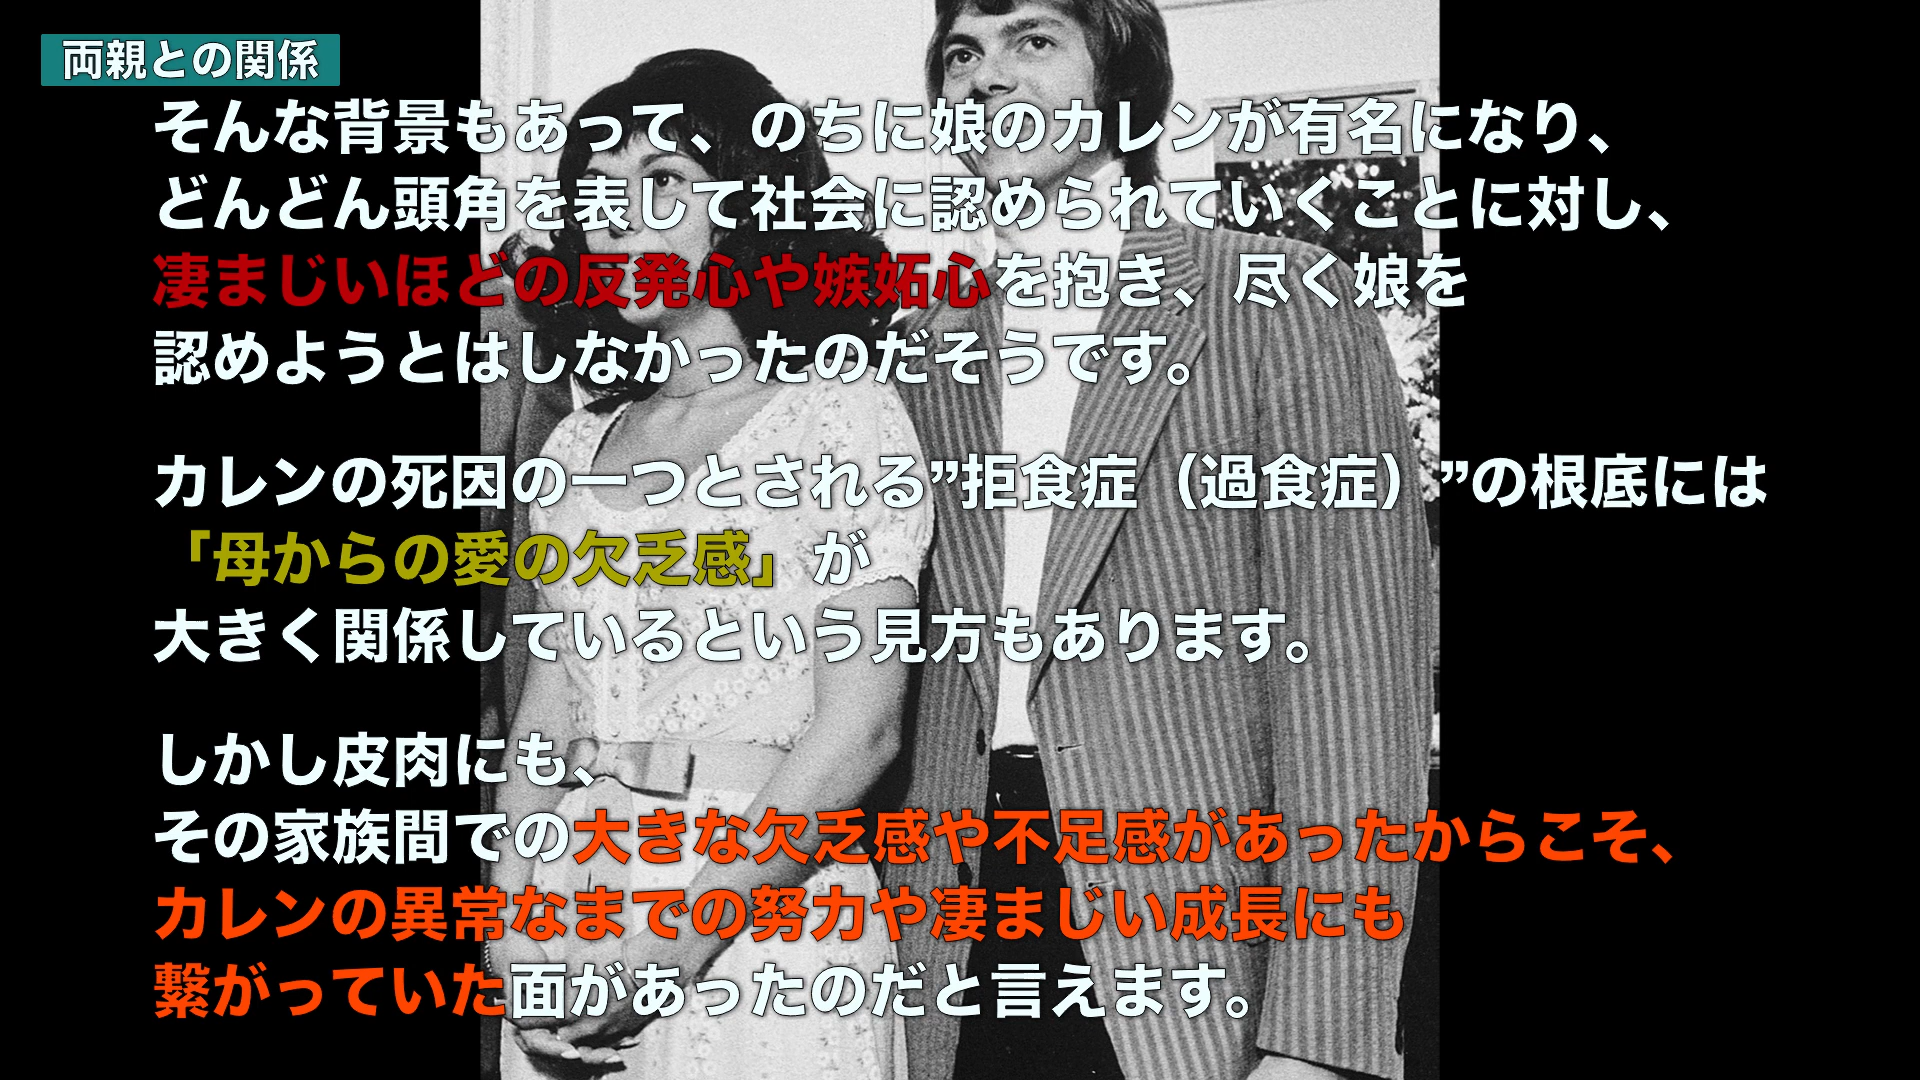 両親との関係
そんな背景もあって、のちに娘のカレンが有名になり、
どんどん頭角を表して社会に認められていくことに対し、
凄まじいほどの反発心や嫉妬心を抱き、尽く娘を
認めようとはしなかったのだそうです。
カレンの死因の一つとされる”拒食症（過食症）”の根底には
「母からの愛の欠乏感」が
大きく関係しているという見方もあります。
しかし皮肉にも、
その家族間での大きな欠乏感や不足感があったからこそ、
カレンの異常なまでの努力や凄まじい成長にも
繋がっていた面があったのだと言えます。